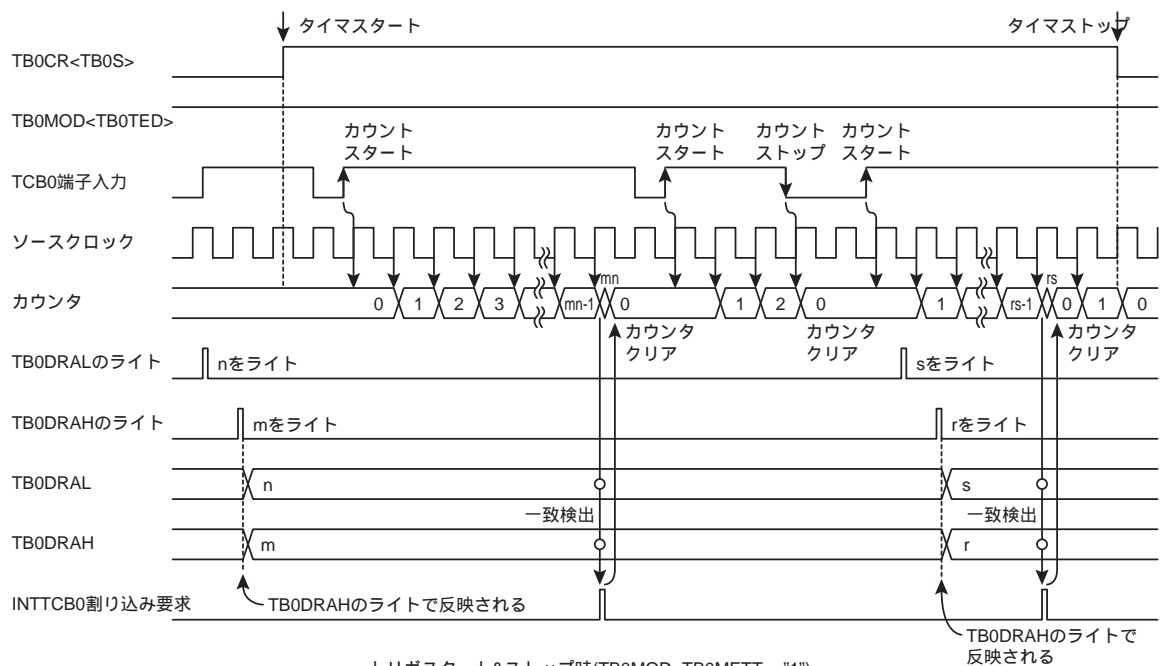 タイマスタート
タイマストップ
TB0CR<TB0S>
TB0MOD<TB0TED>
カウント
スタート
カウント
スタート
カウント
ストップ
カウント
スタート
TCB0端子入力
ソースクロック
カウンタ
0
1
2
3
mn-1
mn
0
1
2
0
1
rs-1
rs
0
1
0
カウンタ
クリア
カウンタ
クリア
カウンタ
クリア
TB0DRALのライト
nをライト
sをライト
TB0DRAHのライト
mをライト
rをライト
TB0DRAL
n
s
一致検出
一致検出
TB0DRAH
m
r
INTTCB0割り込み要求
TB0DRAHのライトで反映される
TB0DRAHのライトで
反映される